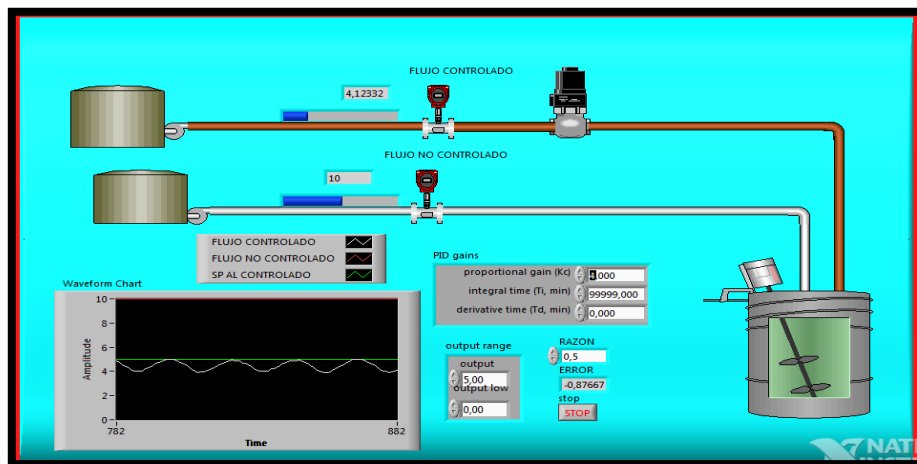 FLUJO CONTROLADO
4,12332
FLUJO NO CONTROLADO
10
FLUJO CONTROLADO
FLUJO NO CONTROLADO
SP AL CONTROLADO
PID gains
proportional gain (Kc)
4,000
integral time (Ti, min)
99999,000
derivative time (Td, min)
0,000
Waveform Chart
Amplitude
10
8
6
4
2
0
782
882
Time
output range
output
5,00
output low
0,00
RAZON
0,5
ERROR
-0,87667
stop
STOP